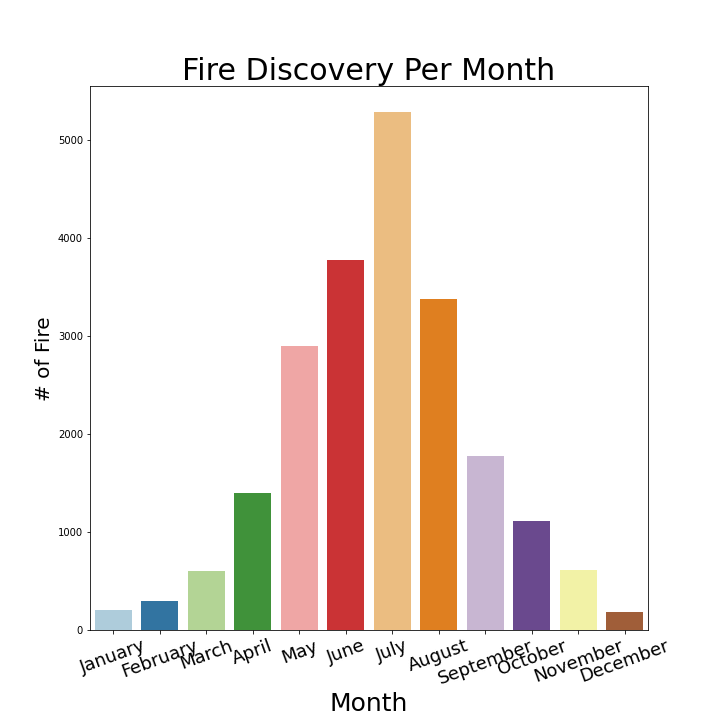 Fire Discovery Per Month
# of Fire
5000
4000
3000
2000
1000
0
January February March April May June July August September October November December
Month